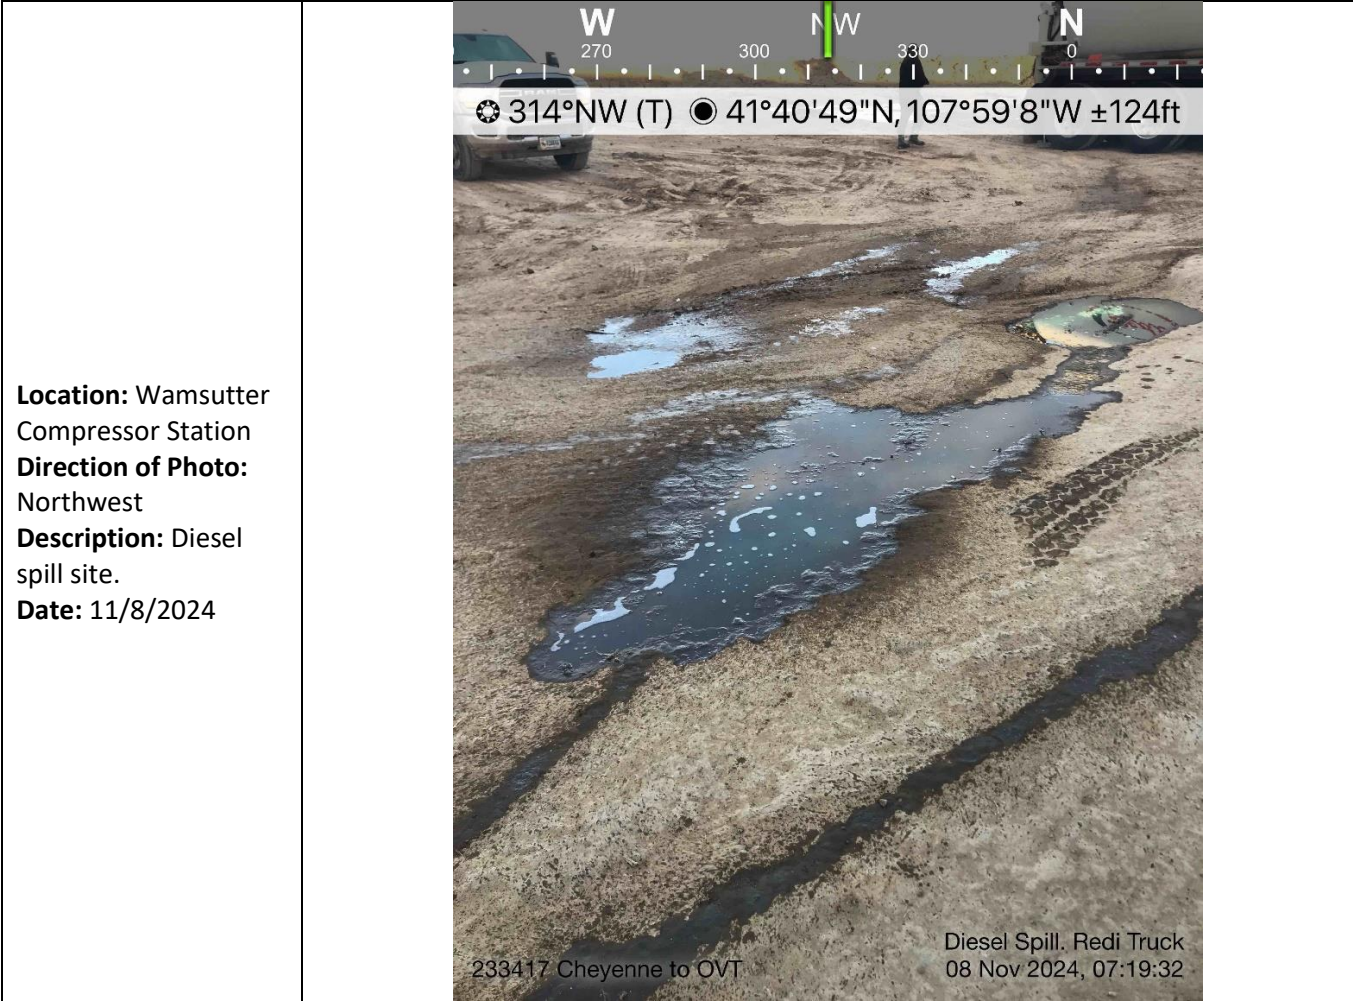 Location: Wamsutter
Compressor Station
Direction of Photo:
Northwest
Description: Diesel
spill site.
Date: 11/8/2024
W NW N
270 300 330 0
314°NW (T) 41°40'49"N, 107°59'8"W ±124ft
RAM
Diesel Spill. Redi Truck
233417 Cheyenne to OVT 08 Nov 2024, 07:19:32